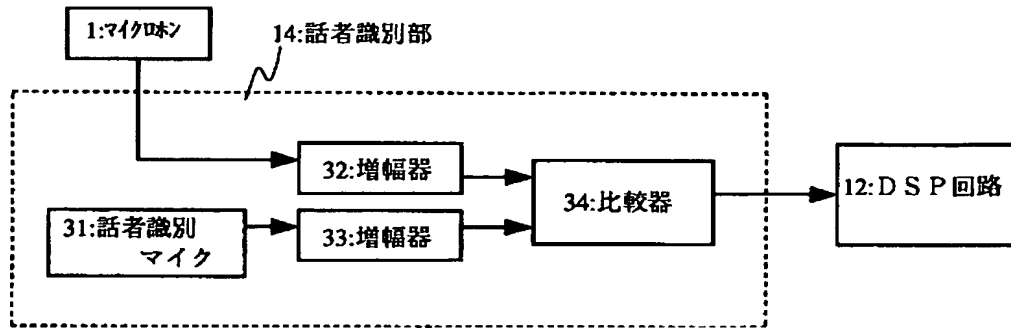 1:ﾏｲｸﾛﾎﾝ
14:話者識別部
32:増幅器
34:比較器
12:ＤＳＰ回路
31:話者識別
マイク
33:増幅器